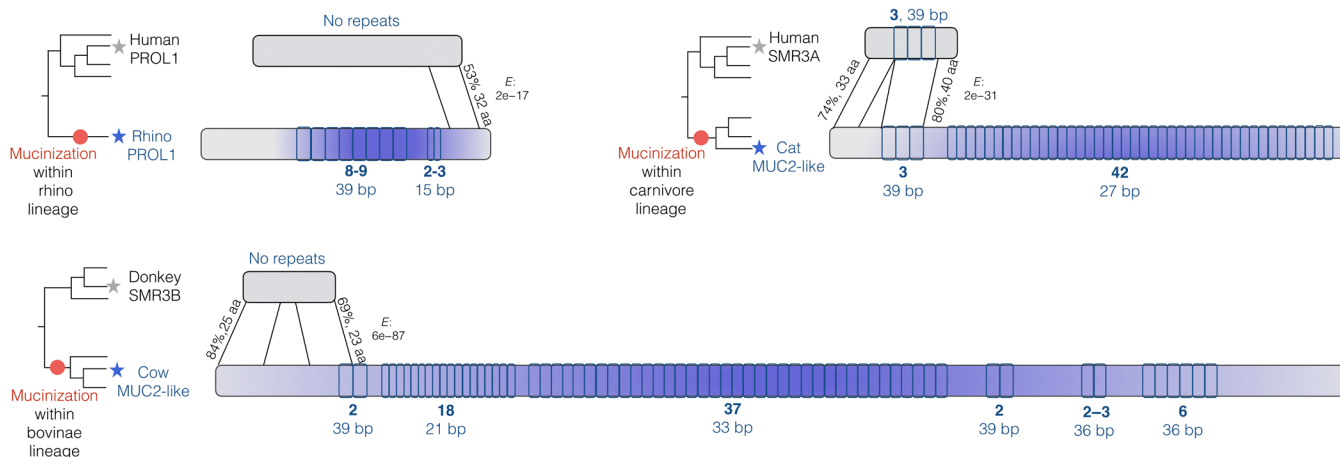 No repeats
Human
PROL1
53%, 32 aa
E:
2e−17
Rhino
PROL1
Mucinization
within
rhino
lineage
8-9
39 bp
2-3
15 bp
3, 39 bp
Human
SMR3A
74%, 33 aa
80%,40 aa
E:
2e−31
Cat
MUC2-like
Mucinization
within
carnivore
lineage
3
39 bp
42
27 bp
No repeats
Donkey
SMR3B
84%,25 aa
69%, 23 aa
E:
6e−87
Cow
MUC2-like
Mucinization
within
bovinae
lineage
2
39 bp
18
21 bp
37
33 bp
2
39 bp
2–3
36 bp
6
36 bp